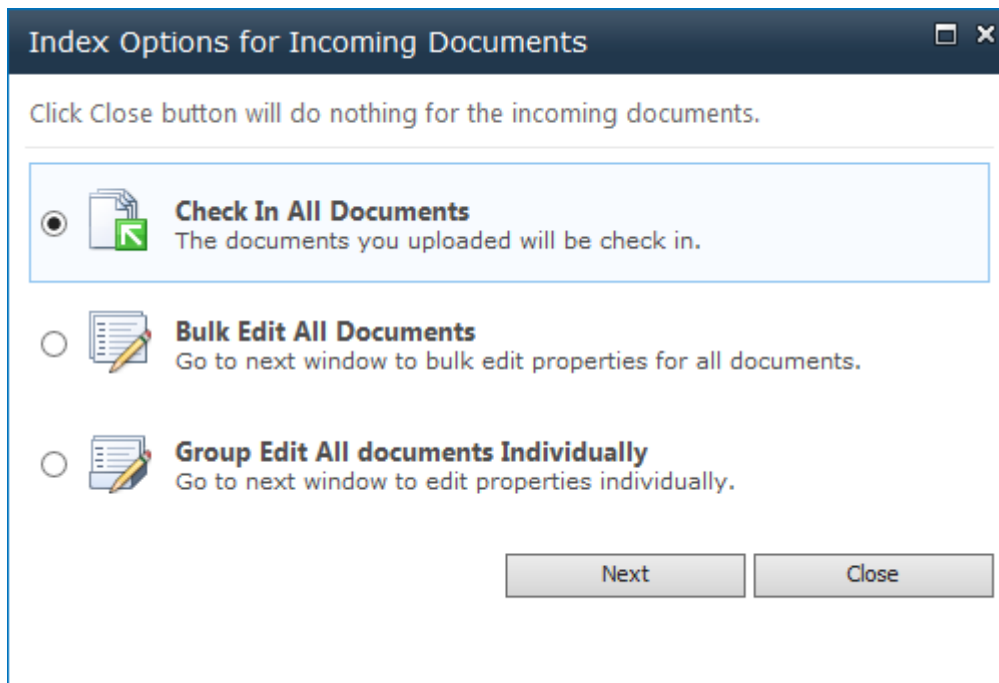 Index Options for Incoming Documents
Click Close button will do nothing for the incoming documents.
Check In All Documents
The documents you uploaded will be check in.
Bulk Edit All Documents
Go to next window to bulk edit properties for all documents.
Group Edit All documents Individually
Go to next window to edit properties individually.
Next Close